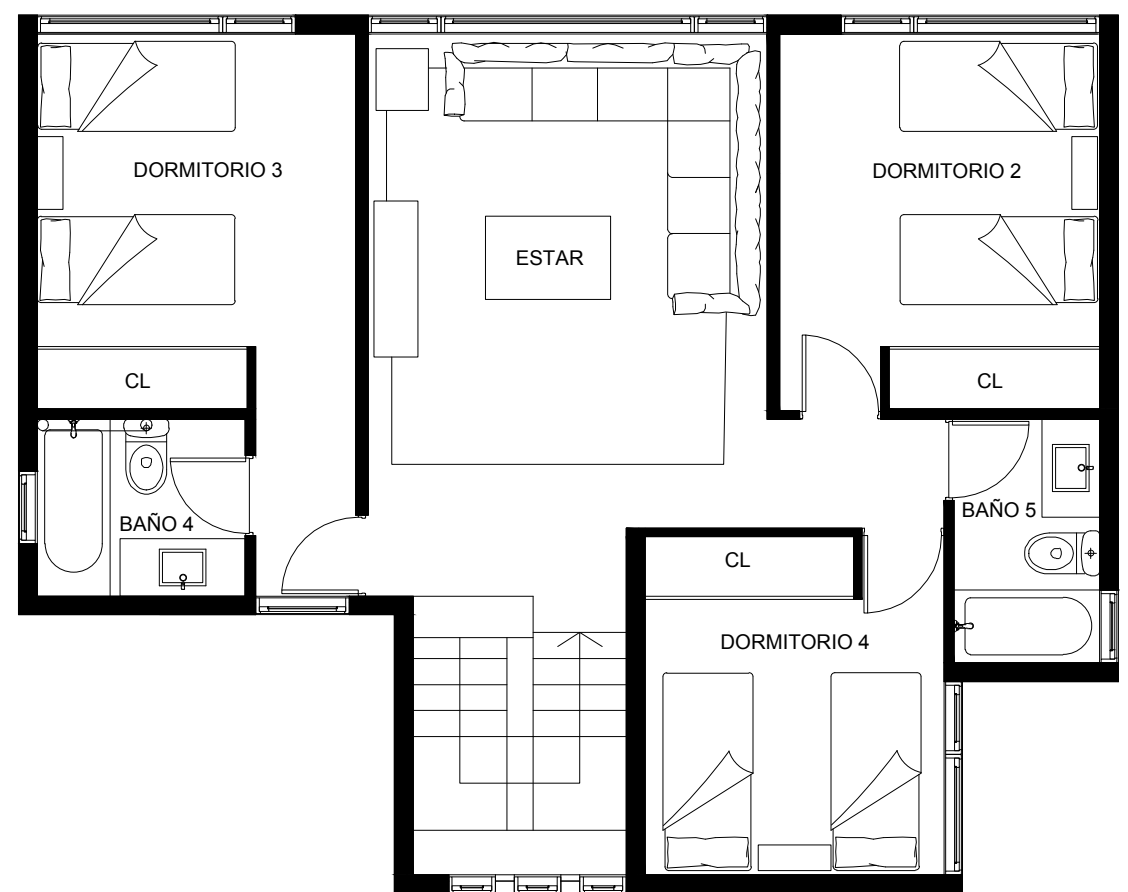 DORMITORIO 3
DORMITORIO 2
ESTAR
CL
CL
BAÑO 4
BAÑO 5
CL
DORMITORIO 4